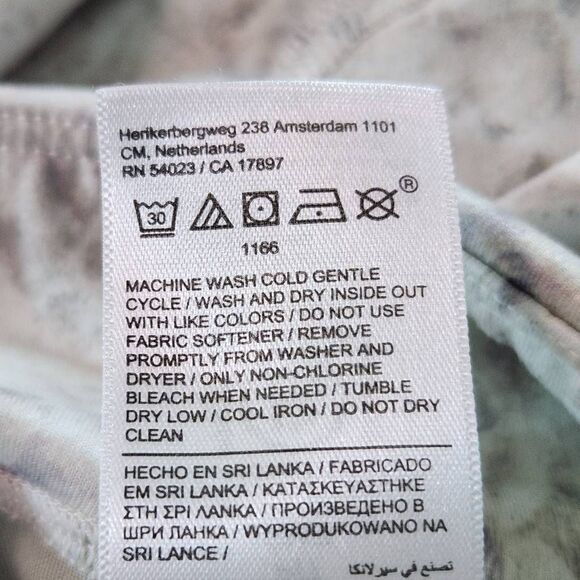 Herikerbergweg 238 Amsterdam 1101
CM, Netherlands
RN 54023 / CA 17897
30
®
1166
MACHINE WASH COLD GENTLE
CYCLE / WASH AND DRY INSIDE OUT
WITH LIKE COLORS / DO NOT USE
FABRIC SOFTENER / REMOVE
PROMPTLY FROM WASHER AND
DRYER / ONLY NON-CHLORINE
BLEACH WHEN NEEDED / TUMBLE
DRY LOW / COOL IRON / DO NOT DRY
CLEAN
HECHO EN SRI LANKA / FABRICADO
EM SRI LANKA / ΚΑΤΑΣΚΕΥΑΣΤΗΚΕ
ΣΤΗ ΣΡΙ ΛΑΝΚΑ / ПРОИЗВЕДЕНО В
ШРИ ЛАНКА / WYPRODUKOWANO NA
SRI LANCE /
تصنع في سيرلانكا